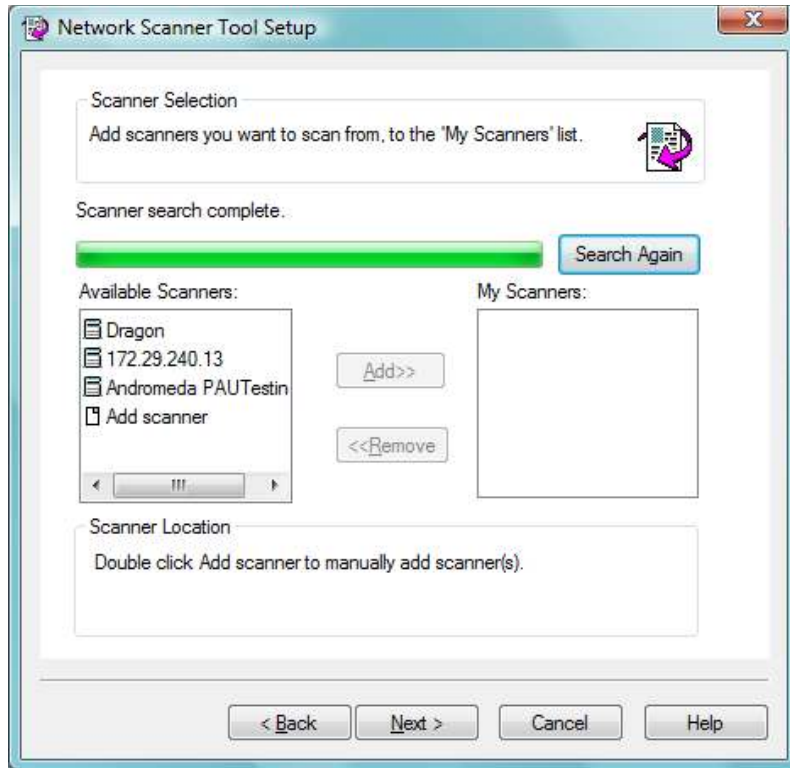 Network Scanner Tool Setup
Scanner Selection
Add scanners you want to scan from, to the 'My Scanners' list.
Scanner search complete.
Search Again
Available Scanners:
My Scanners:
Dragon
172.29.240.13
Andromeda PAUTestin
Add scanner
Add>>
<<Remove
Scanner Location
Double click Add scanner to manually add scanner(s).
< Back
Next >
Cancel
Help